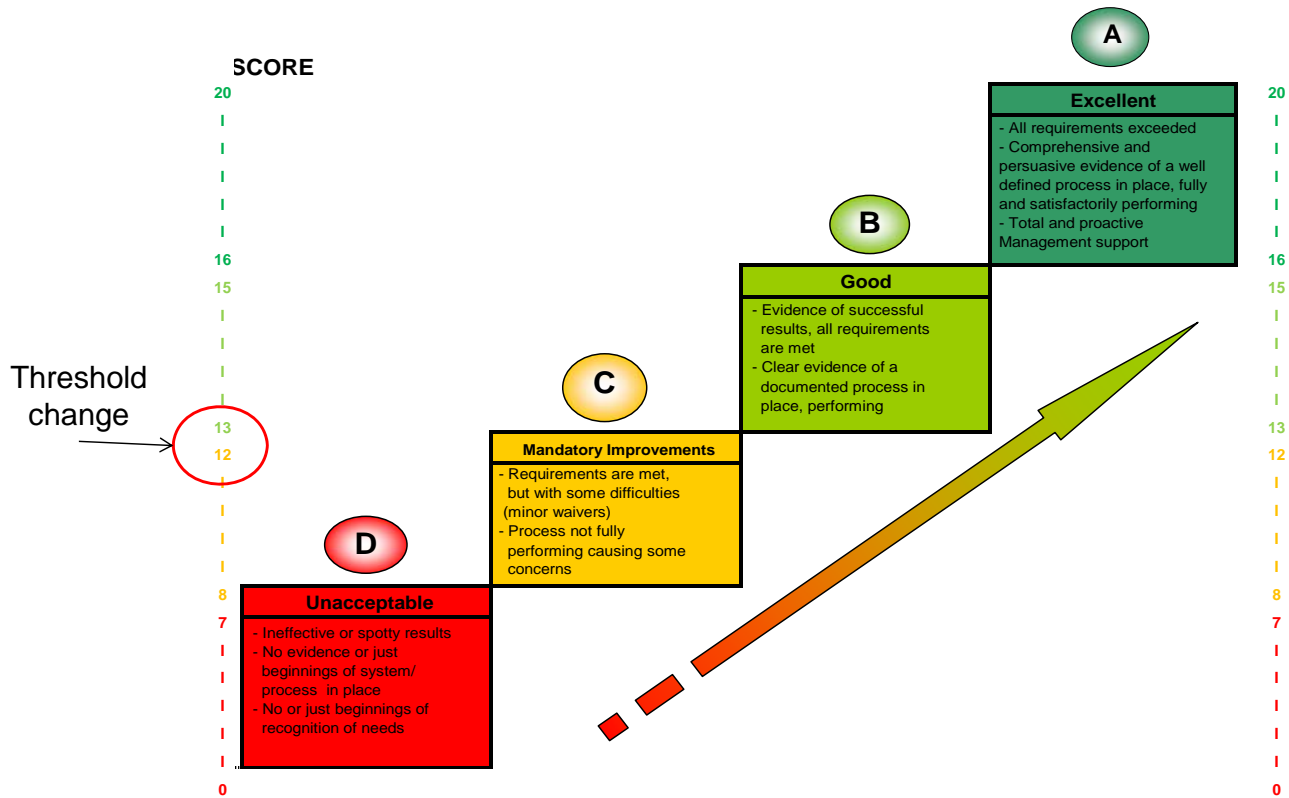 SCORE
20
I
I
I
I
I
16
15
I
I
I
I
13
12
I
I
I
I
8
7
I
I
I
I
I
0
Threshold
change
D
Unacceptable
- Ineffective or spotty results
- No evidence or just
beginnings of system/
process in place
- No or just beginnings of
recognition of needs
C
Mandatory Improvements
- Requirements are met,
but with some difficulties
(minor waivers)
- Process not fully
performing causing some
concerns
B
Good
- Evidence of successful
results, all requirements
are met
- Clear evidence of a
documented process in
place, performing
A
Excellent
- All requirements exceeded
- Comprehensive and
persuasive evidence of a well
defined process in place, fully
and satisfactorily performing
- Total and proactive
Management support
20
I
I
I
I
I
16
15
I
I
I
I
13
12
I
I
I
I
8
7
I
I
I
I
I
0